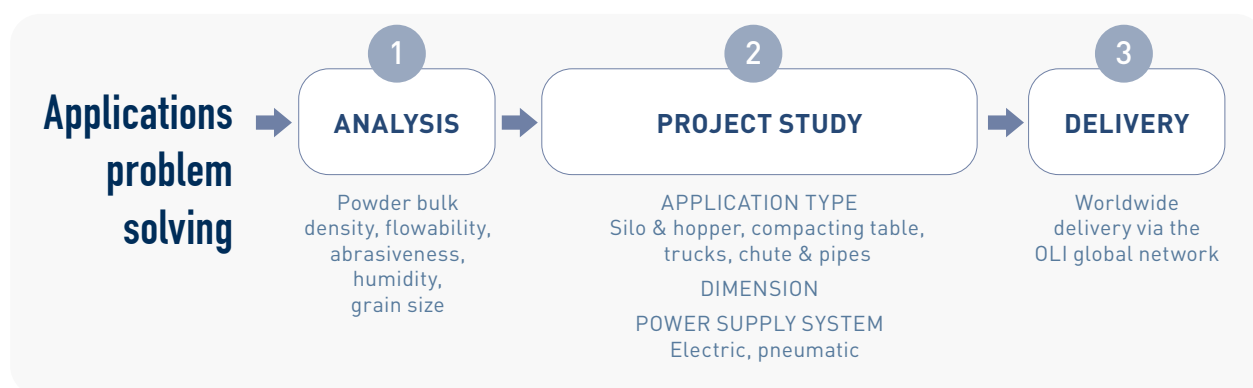 Applications
problem
solving
1
ANALYSIS
Powder bulk
density, flowability,
abrasiveness,
humidity,
grain size
2
PROJECT STUDY
APPLICATION TYPE
Silo & hopper, compacting table,
trucks, chute & pipes
DIMENSION
POWER SUPPLY SYSTEM
Electric, pneumatic
3
DELIVERY
Worldwide
delivery via the
OLI global network